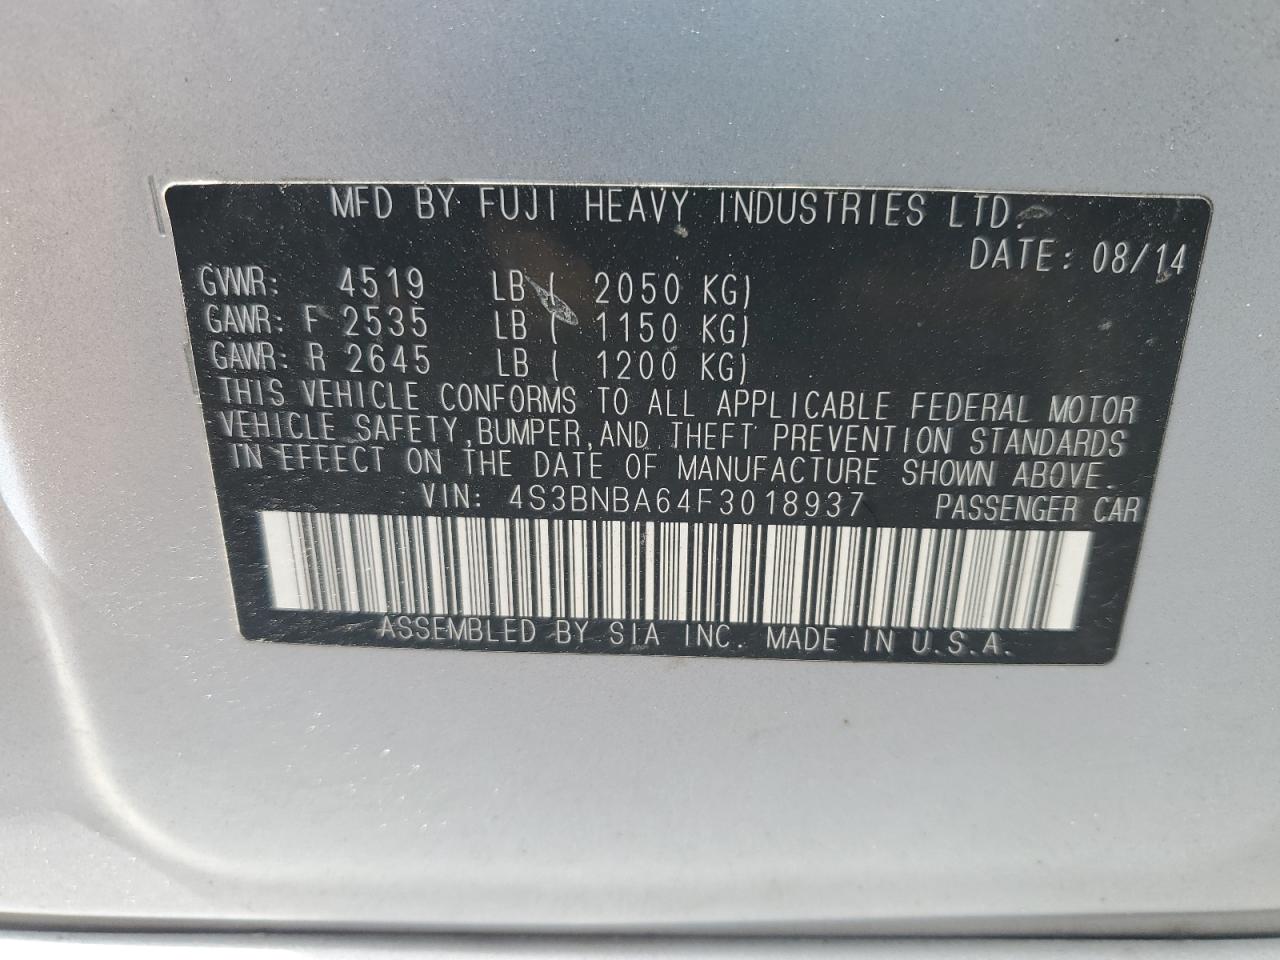 MFD BY FUJI HEAVY INDUSTRIES LTD.
DATE: 08/14
GVWR: 4519 LB ( 2050 KG)
GAWR: F 2535 LB ( 1150 KG)
GAWR: R 2645 LB ( 1200 KG)
THIS VEHICLE CONFORMS TO ALL APPLICABLE FEDERAL MOTOR
VEHICLE SAFETY,BUMPER,AND THEFT PREVENTION STANDARDS
IN EFFECT ON THE DATE OF MANUFACTURE SHOWN ABOVE.
VIN: 4S3BNBA64F3018937 PASSENGER CAR
ASSEMBLED BY SIA INC. MADE IN U.S.A.